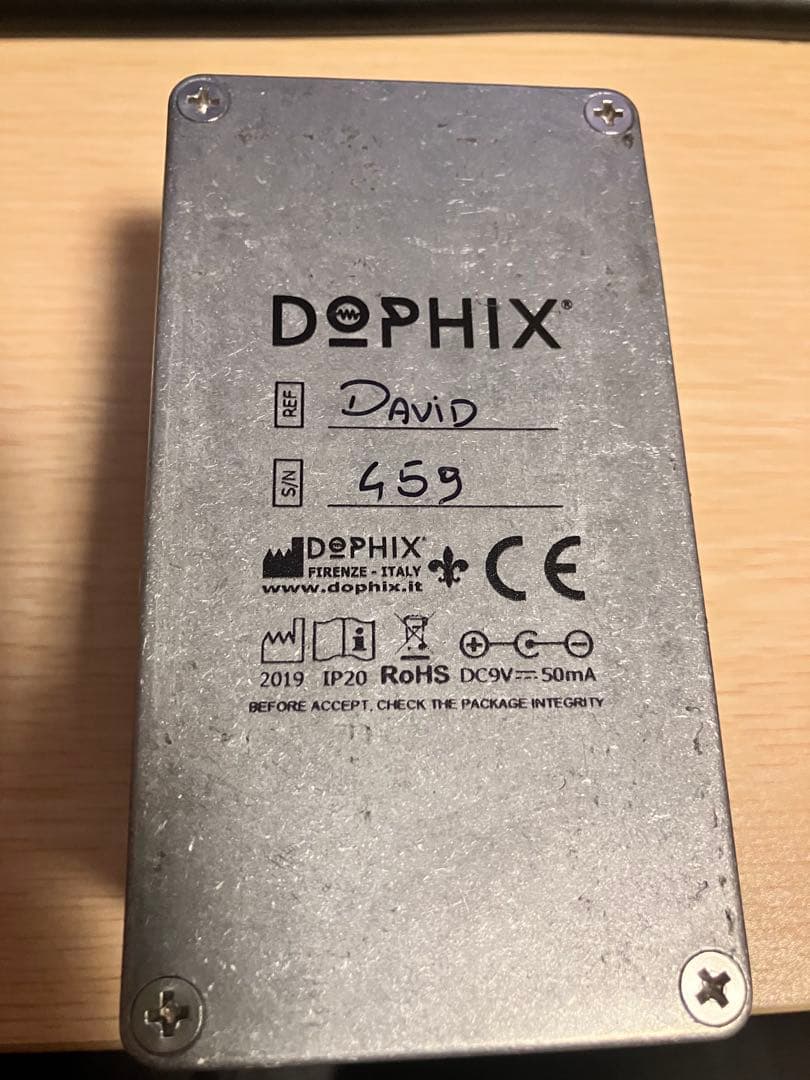 DOPHIX®
REF DAViD
S/N 459
DOPHIX®
FIRENZE - ITALY
www.dophix.it
CE
i
2019 IP20 RoHS DC9V⎓50mA
BEFORE ACCEPT, CHECK THE PACKAGE INTEGRITY